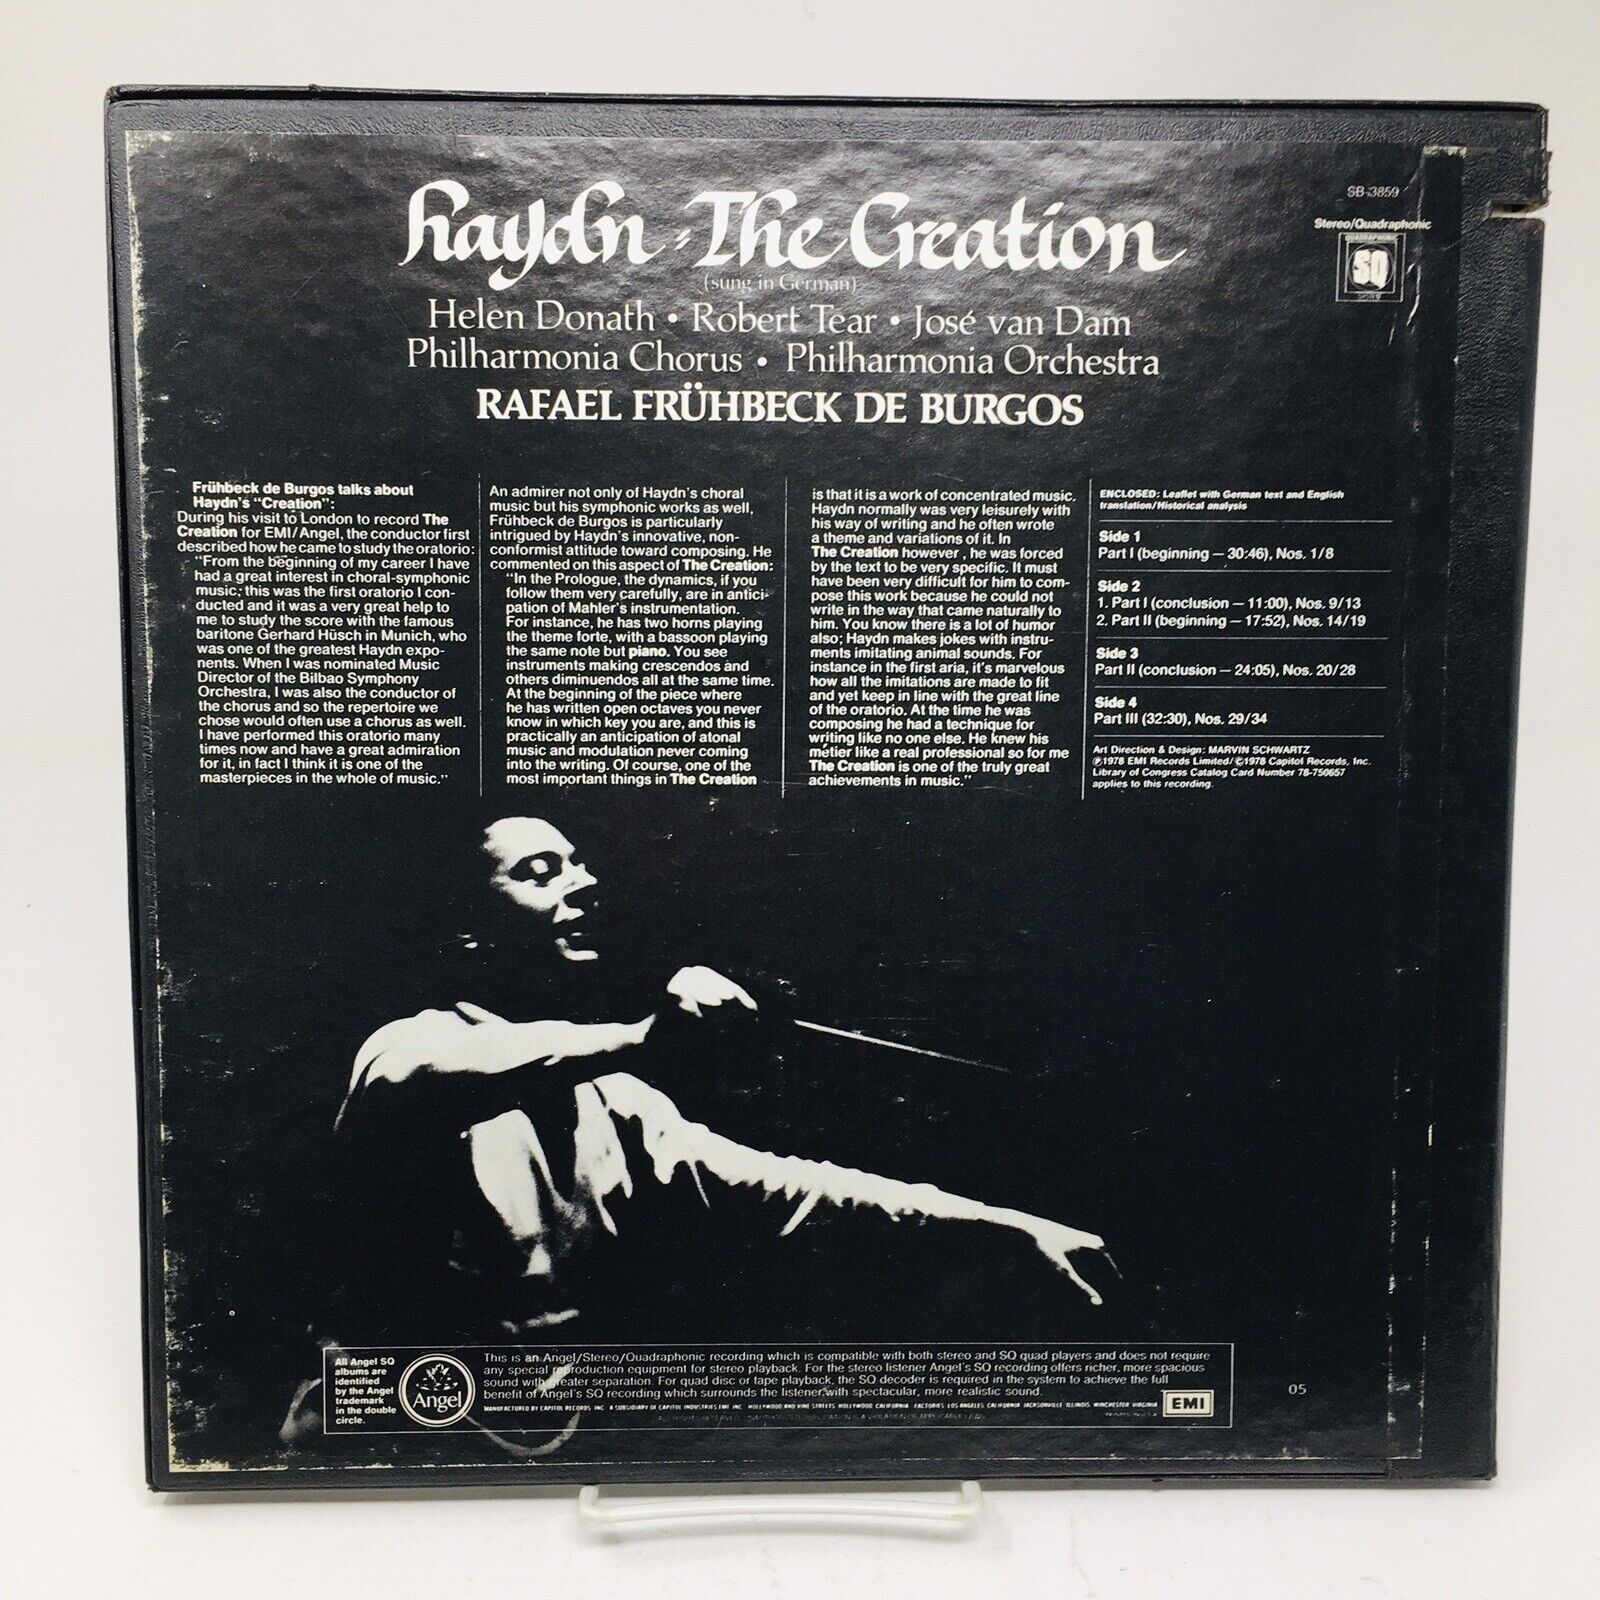 SB-3859
Stereo/Quadraphonic
QUADRAPHONIC
SQ
haydn · The Creation
(sung in German)
Helen Donath • Robert Tear • José van Dam
Philharmonia Chorus • Philharmonia Orchestra
RAFAEL FRÜHBECK DE BURGOS
Frühbeck de Burgos talks about
Haydn's "Creation":
During his visit to London to record The
Creation for EMI/Angel, the conductor first
described how he came to study the oratorio:
"From the beginning of my career I have
had a great interest in choral-symphonic
music; this was the first oratorio I con-
ducted and it was a very great help to
me to study the score with the famous
baritone Gerhard Hüsch in Munich, who
was one of the greatest Haydn expo-
nents. When I was nominated Music
Director of the Bilbao Symphony
Orchestra, I was also the conductor of
the chorus and so the repertoire we
chose would often use a chorus as well.
I have performed this oratorio many
times now and have a great admiration
for it, in fact I think it is one of the
masterpieces in the whole of music."
An admirer not only of Haydn's choral
music but his symphonic works as well,
Frühbeck de Burgos is particularly
intrigued by Haydn's innovative, non-
conformist attitude toward composing. He
commented on this aspect of The Creation:
"In the Prologue, the dynamics, if you
follow them very carefully, are in antici-
pation of Mahler's instrumentation.
For instance, he has two horns playing
the theme forte, with a bassoon playing
the same note but piano. You see
instruments making crescendos and
others diminuendos all at the same time.
At the beginning of the piece where
he has written open octaves you never
know in which key you are, and this is
practically an anticipation of atonal
music and modulation never coming
into the writing. Of course, one of the
most important things in The Creation
is that it is a work of concentrated music.
Haydn normally was very leisurely with
his way of writing and he often wrote
a theme and variations of it. In
The Creation however, he was forced
by the text to be very specific. It must
have been very difficult for him to com-
pose this work because he could not
write in the way that came naturally to
him. You know there is a lot of humor
also; Haydn makes jokes with instru-
ments imitating animal sounds. For
instance in the first aria, it's marvelous
how all the imitations are made to fit
and yet keep in line with the great line
of the oratorio. At the time he was
composing he had a technique for
writing like no one else. He knew his
métier like a real professional so for me
The Creation is one of the truly great
achievements in music."
ENCLOSED: Leaflet with German text and English
translation/Historical analysis
Side 1
Part I (beginning — 30:46), Nos. 1/8
Side 2
1. Part I (conclusion — 11:00), Nos. 9/13
2. Part II (beginning — 17:52), Nos. 14/19
Side 3
Part II (conclusion — 24:05), Nos. 20/28
Side 4
Part III (32:30), Nos. 29/34
Art Direction & Design: MARVIN SCHWARTZ
℗1978 EMI Records Limited/©1978 Capitol Records, Inc.
Library of Congress Catalog Card Number 78-750657
applies to this recording.
All Angel SQ
albums are
identified
by the Angel
trademark
in the double
circle.
Angel
This is an Angel/Stereo/Quadraphonic recording which is compatible with both stereo and SQ quad players and does not require
any special reproduction equipment for stereo playback. For the stereo listener Angel's SQ recording offers richer, more spacious
sound with greater separation. For quad disc or tape playback, the SQ decoder is required in the system to achieve the full
benefit of Angel's SQ recording which surrounds the listener with spectacular, more realistic sound.
MANUFACTURED BY CAPITOL RECORDS, INC. A SUBSIDIARY OF CAPITOL INDUSTRIES-EMI, INC. HOLLYWOOD AND VINE STREETS, HOLLYWOOD, CALIFORNIA. FACTORIES: LOS ANGELES, CALIFORNIA, JACKSONVILLE, ILLINOIS, WINCHESTER, VIRGINIA.
EMI
05